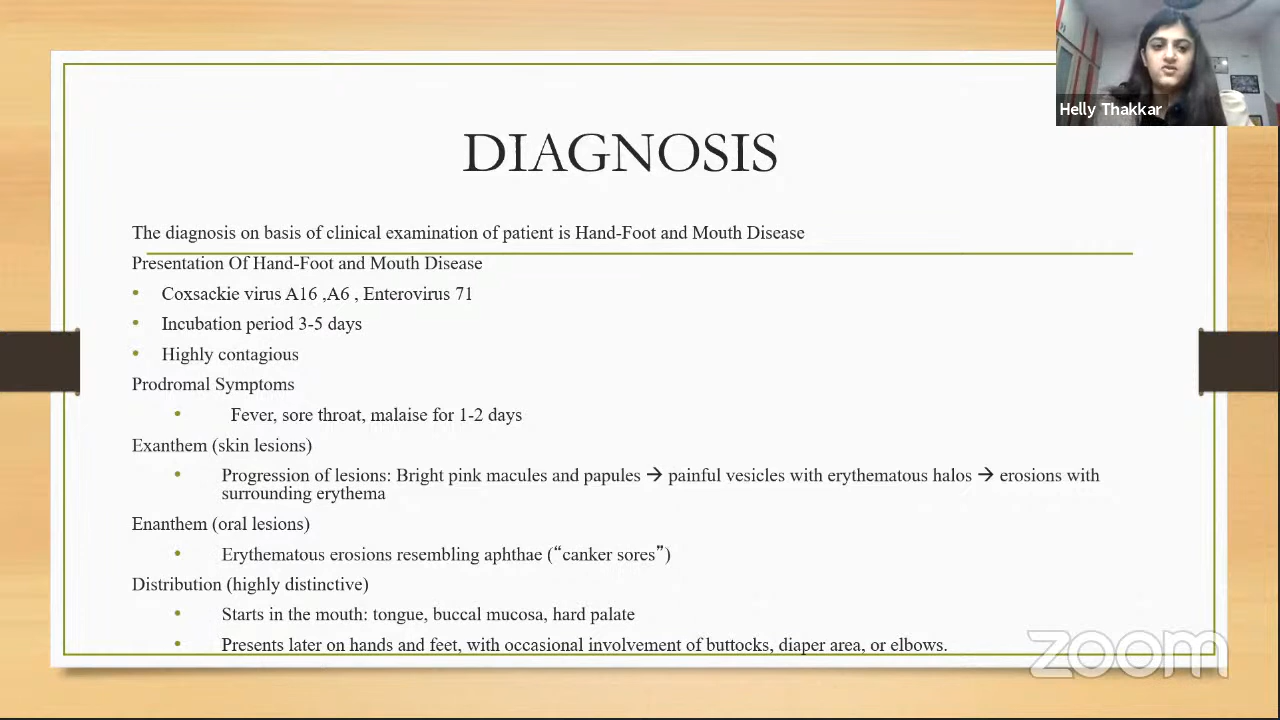 Helly Thakkar
DIAGNOSIS
The diagnosis on basis of clinical examination of patient is Hand-Foot and Mouth Disease
Presentation Of Hand-Foot and Mouth Disease
• Coxsackie virus A16 ,A6 , Enterovirus 71
• Incubation period 3-5 days
• Highly contagious
Prodromal Symptoms
• Fever, sore throat, malaise for 1-2 days
Exanthem (skin lesions)
• Progression of lesions: Bright pink macules and papules → painful vesicles with erythematous halos → erosions with
surrounding erythema
Enanthem (oral lesions)
• Erythematous erosions resembling aphthae (“canker sores”)
Distribution (highly distinctive)
• Starts in the mouth: tongue, buccal mucosa, hard palate
• Presents later on hands and feet, with occasional involvement of buttocks, diaper area, or elbows.
zoom